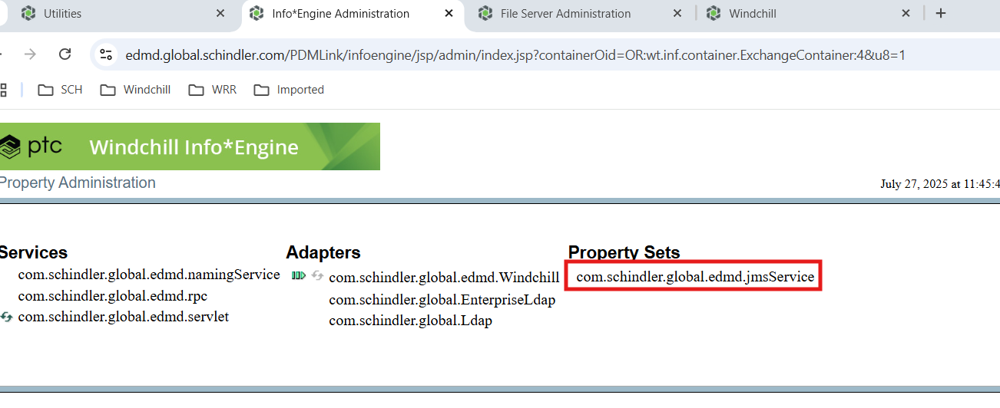 Utilities
Info*Engine Administration
File Server Administration
Windchill
edmd.global.schindler.com/PDMLink/infoengine/jsp/admin/index.jsp?containerOid=OR:wt.inf.container.ExchangeContainer:4&u8=1
SCH Windchill WRR Imported
ptc Windchill Info*Engine
Property Administration
July 27, 2025 at 11:45:4
Services
com.schindler.global.edmd.namingService
com.schindler.global.edmd.rpc
com.schindler.global.edmd.servlet
Adapters
com.schindler.global.edmd.Windchill
com.schindler.global.EnterpriseLdap
com.schindler.global.Ldap
Property Sets
com.schindler.global.edmd.jmsService